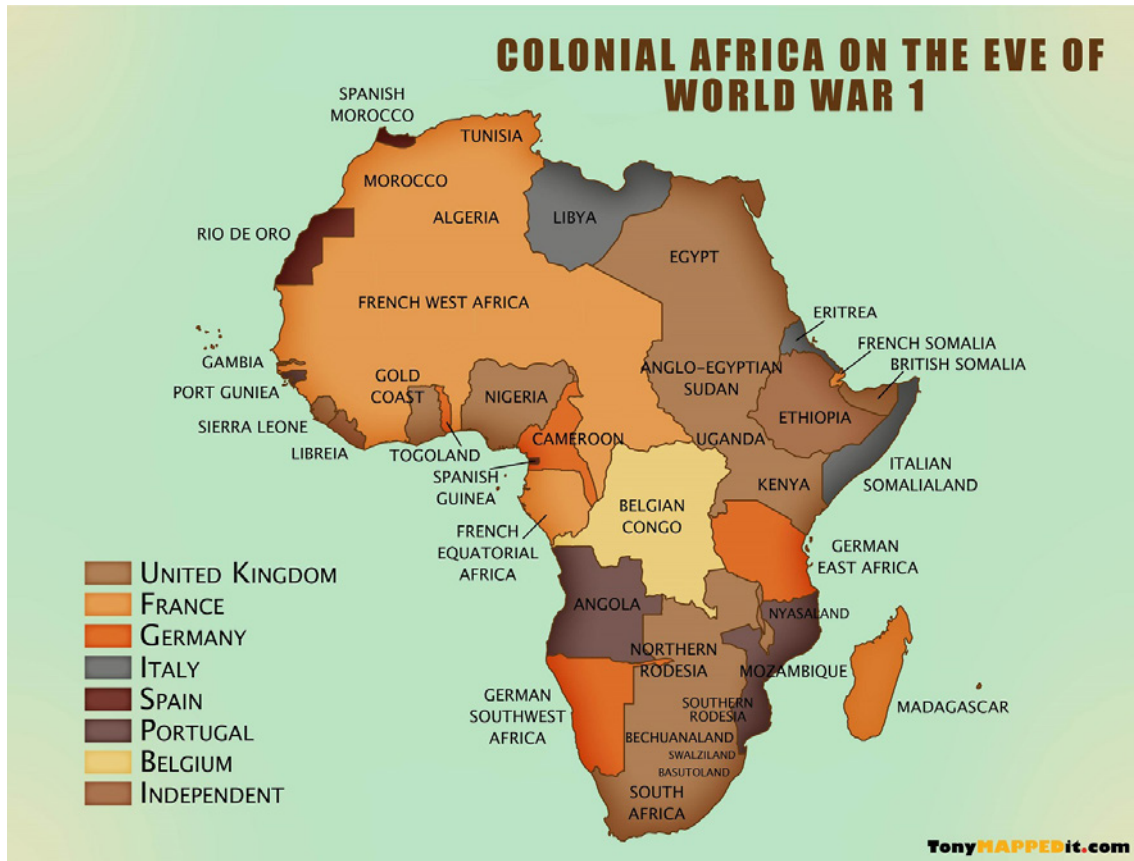 COLONIAL AFRICA ON THE EVE OF
WORLD WAR 1
SPANISH
MOROCCO
TUNISIA
MOROCCO
ALGERIA
LIBYA
RIO DE ORO
EGYPT
FRENCH WEST AFRICA
ERITREA
FRENCH SOMALIA
BRITISH SOMALIA
GAMBIA
PORT GUNIEA
GOLD
COAST
NIGERIA
ANGLO-EGYPTIAN
SUDAN
ETHIOPIA
SIERRA LEONE
LIBREIA
TOGOLAND
CAMEROON
UGANDA
SPANISH
GUINEA
KENYA
ITALIAN
SOMALIALAND
BELGIAN
CONGO
FRENCH
EQUATORIAL
AFRICA
GERMAN
EAST AFRICA
UNITED KINGDOM
FRANCE
GERMANY
ITALY
SPAIN
PORTUGAL
BELGIUM
INDEPENDENT
ANGOLA
NYASALAND
NORTHERN
RODESIA
MOZAMBIQUE
GERMAN
SOUTHWEST
AFRICA
SOUTHERN
RODESIA
MADAGASCAR
BECHUANALAND
SWALZILAND
BASUTOLAND
SOUTH
AFRICA
TonyMAPPEDit.com